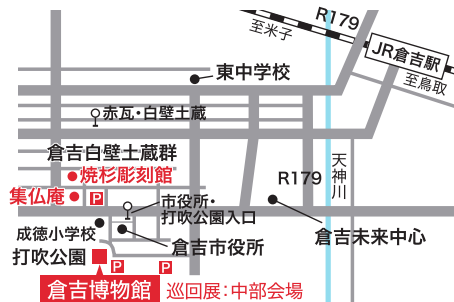 R179
至米子
JR倉吉駅
至鳥取
東中学校
赤瓦・白壁土蔵
倉吉白壁土蔵群
焼杉彫刻館
集仏庵
P
市役所・
打吹公園入口
R179
天神川
成徳小学校
倉吉市役所
倉吉未来中心
打吹公園
P
P
倉吉博物館
巡回展：中部会場